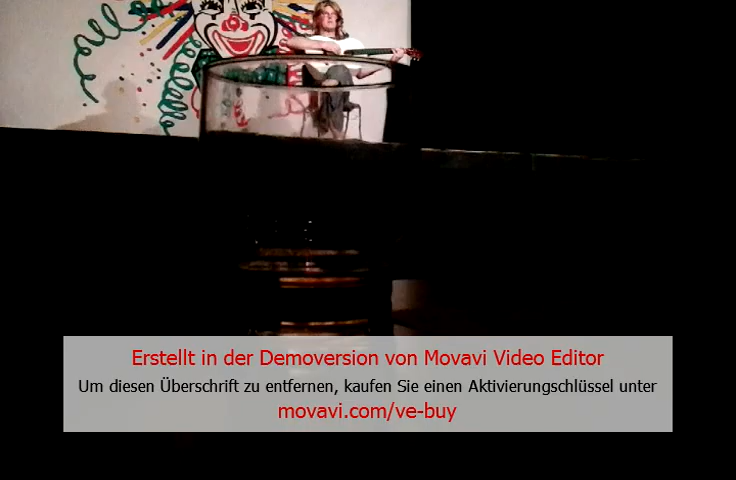 Erstellt in der Demoversion von Movavi Video Editor
Um diesen Überschrift zu entfernen, kaufen Sie einen Aktivierungschlüssel unter
movavi.com/ve-buy